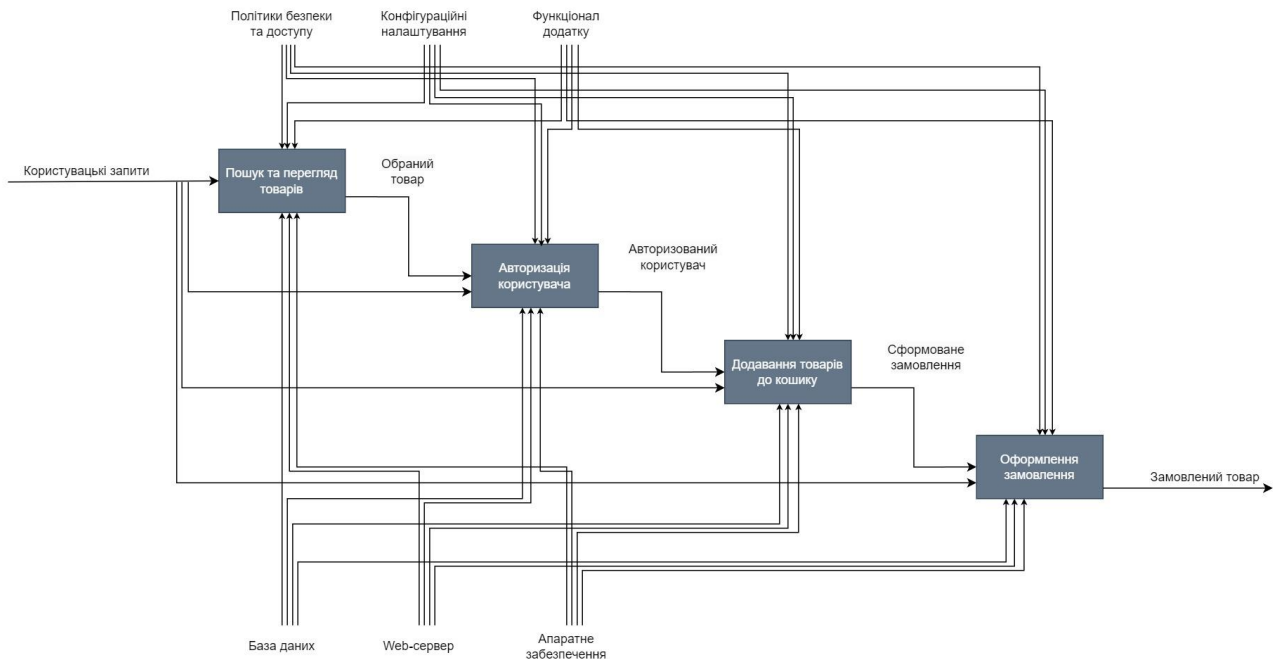 Політики безпеки
та доступу
Конфігураційні
налаштування
Функціонал
додатку
Користувацькі запити
Пошук та перегляд
товарів
Обраний
товар
Авторизація
користувача
Авторизований
користувач
Додавання товарів
до кошику
Сформоване
замовлення
Оформлення
замовлення
Замовлений товар
База даних
Web-сервер
Апаратне
забезпечення